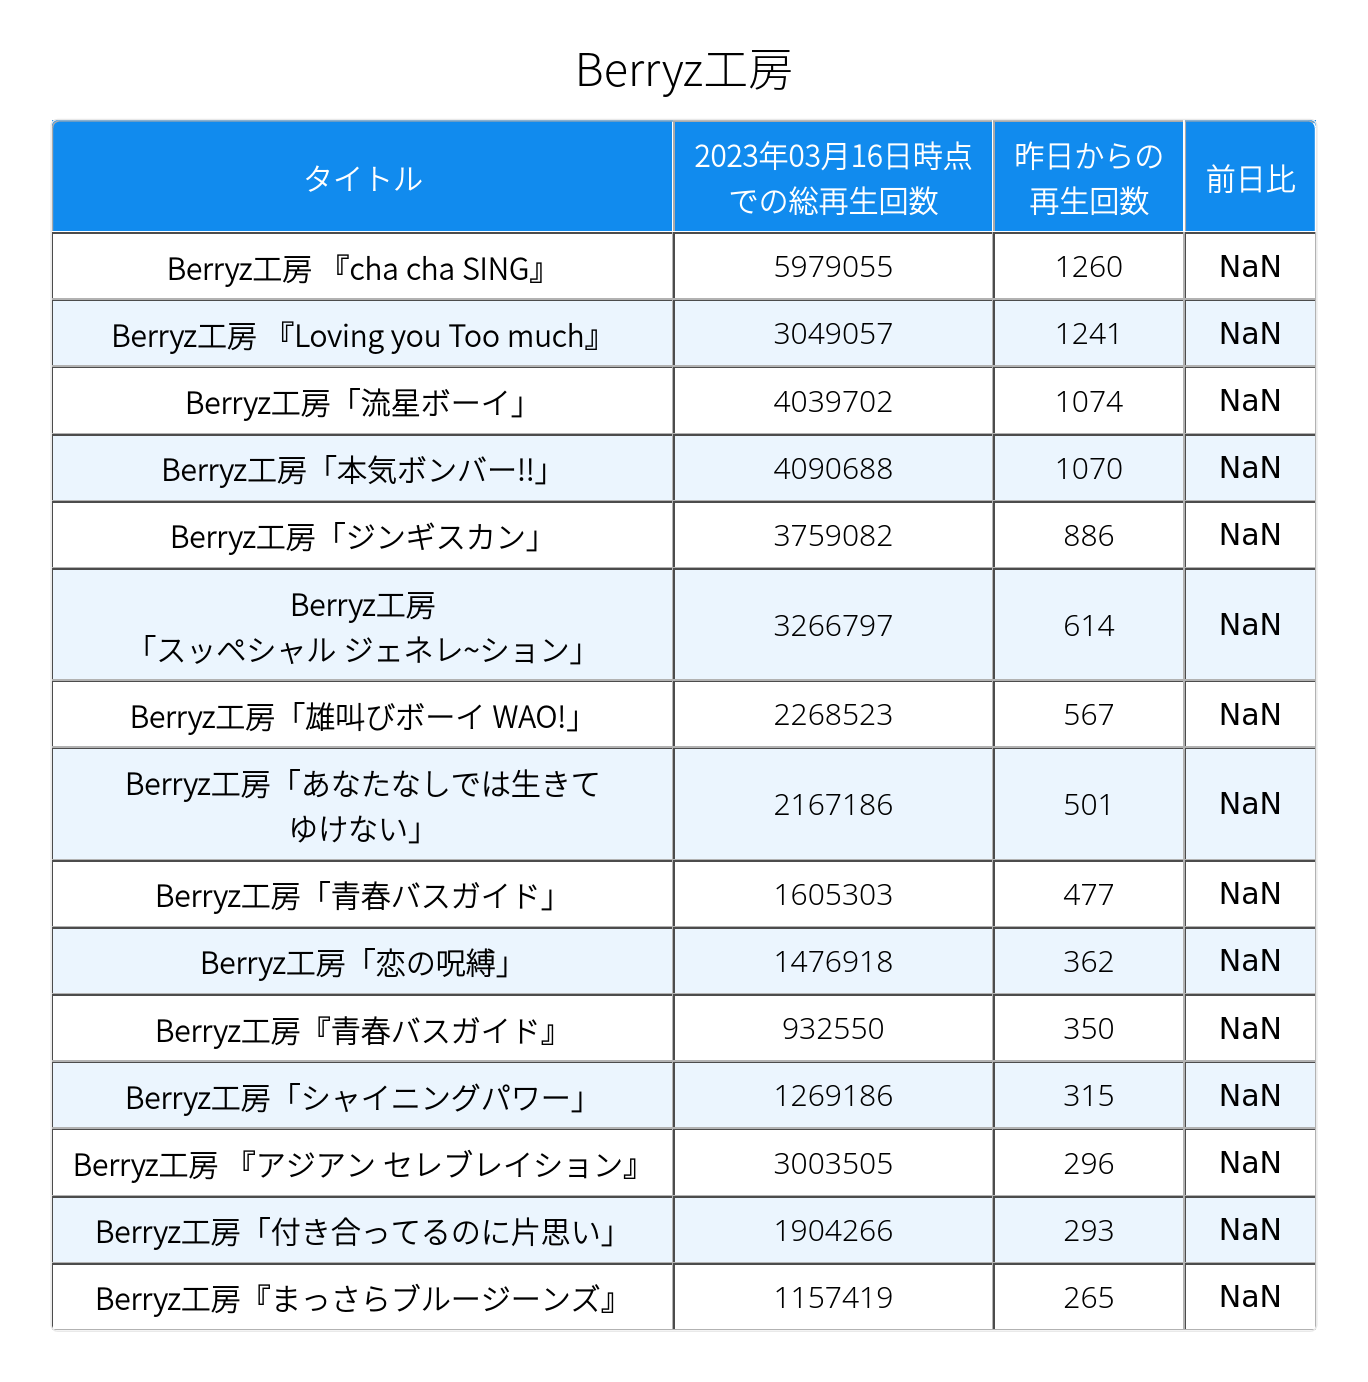 Berryz工房
タイトル
2023年03月16日時点
での総再生回数
昨日からの
再生回数
前日比
Berryz工房 『cha cha SING』 5979055 1260 NaN
Berryz工房 『Loving you Too much』 3049057 1241 NaN
Berryz工房「流星ボーイ」 4039702 1074 NaN
Berryz工房「本気ボンバー!!」 4090688 1070 NaN
Berryz工房「ジンギスカン」 3759082 886 NaN
Berryz工房
「スッペシャル ジェネレ~ション」 3266797 614 NaN
Berryz工房「雄叫びボーイ WAO!」 2268523 567 NaN
Berryz工房「あなたなしでは生きて
ゆけない」 2167186 501 NaN
Berryz工房「青春バスガイド」 1605303 477 NaN
Berryz工房「恋の呪縛」 1476918 362 NaN
Berryz工房『青春バスガイド』 932550 350 NaN
Berryz工房「シャイニングパワー」 1269186 315 NaN
Berryz工房 『アジアン セレブレイション』 3003505 296 NaN
Berryz工房「付き合ってるのに片思い」 1904266 293 NaN
Berryz工房『まっさらブルージーンズ』 1157419 265 NaN